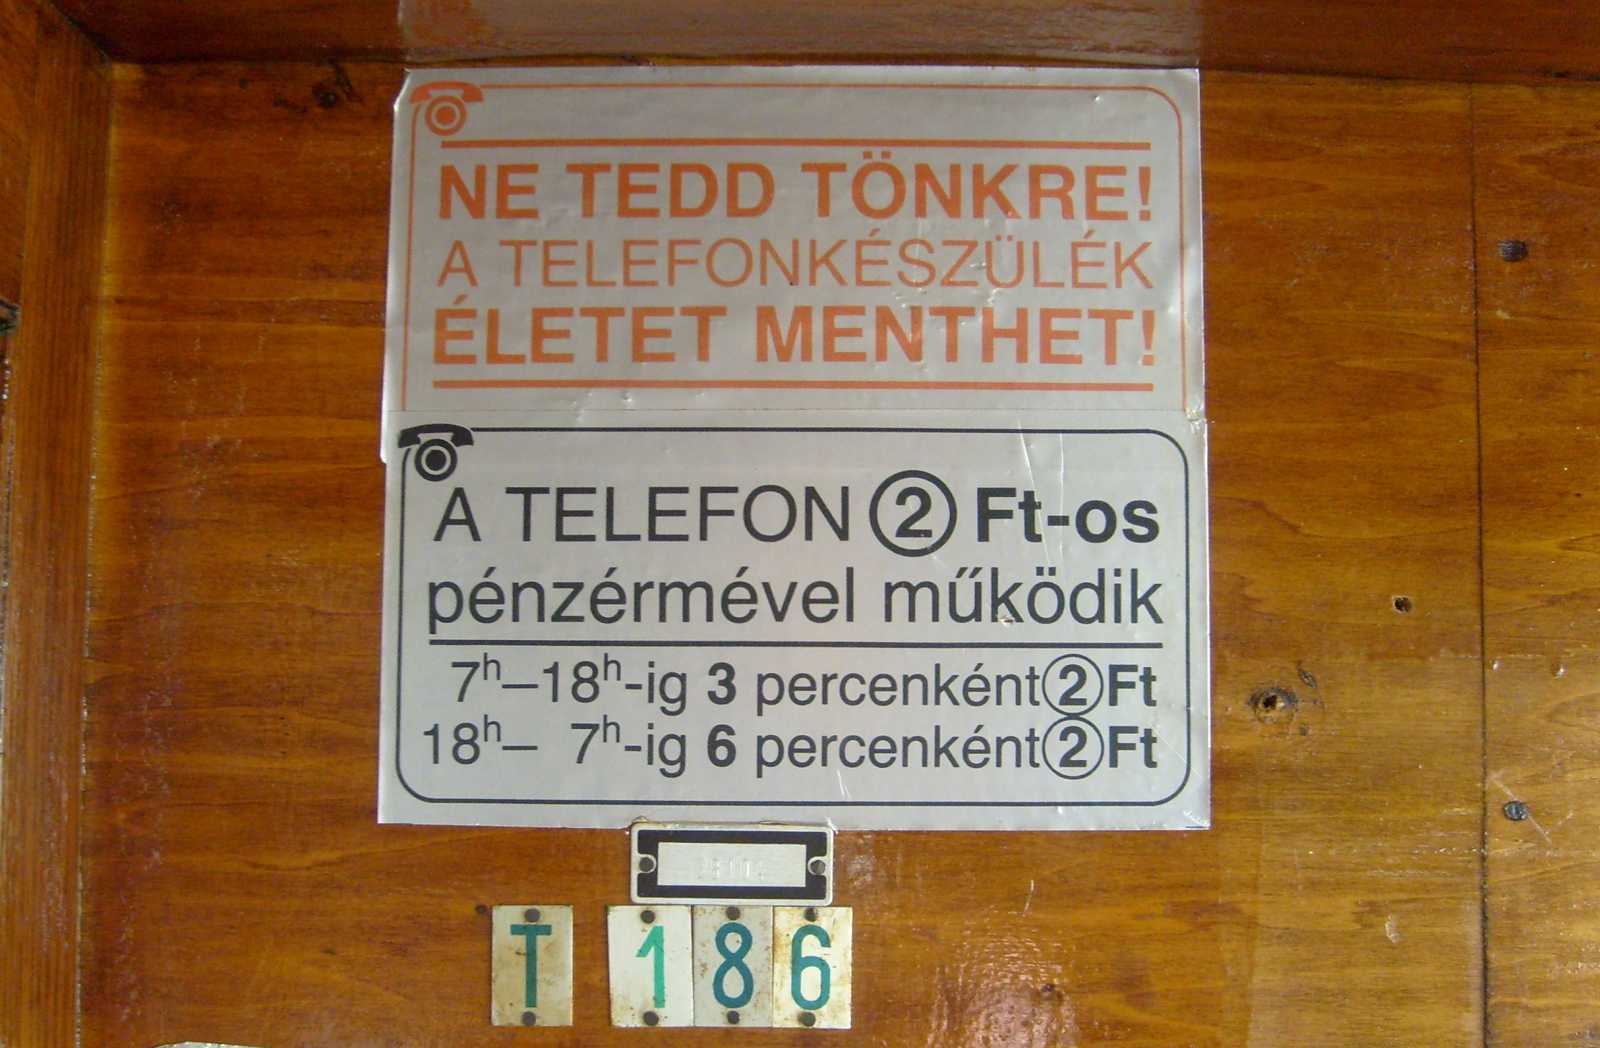 NE TEDD TÖNKRE!
A TELEFONKÉSZÜLÉK
ÉLETET MENTHET!
A TELEFON 2 Ft-os
pénzérmével működik
7h–18h-ig 3 percenként 2 Ft
18h– 7h-ig 6 percenként 2 Ft
T 186